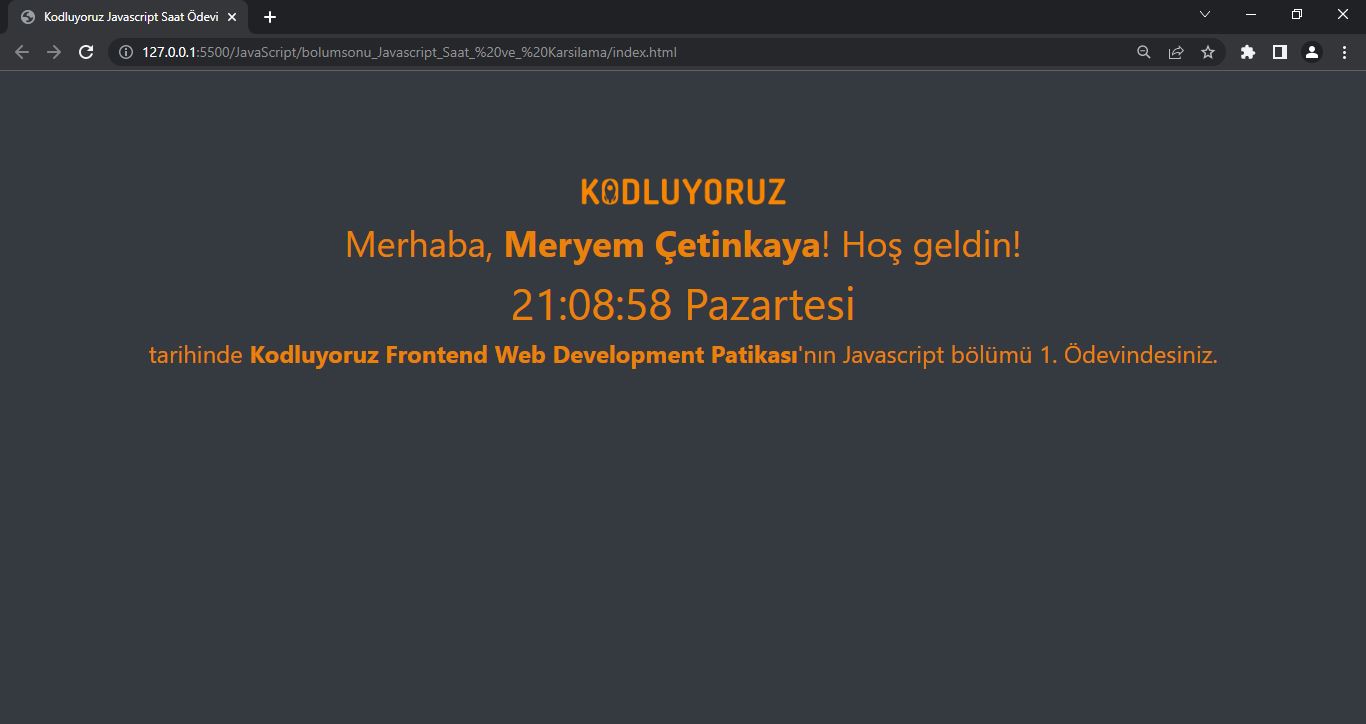 Kodluyoruz Javascript Saat Ödevi
127.0.0.1:5500/JavaScript/bolumsonu_Javascript_Saat_%20ve_%20Karsilama/index.html
KODLUYORUZ
Merhaba, Meryem Çetinkaya! Hoş geldin!
21:08:58 Pazartesi
tarihinde Kodluyoruz Frontend Web Development Patikası'nın Javascript bölümü 1. Ödevindesiniz.